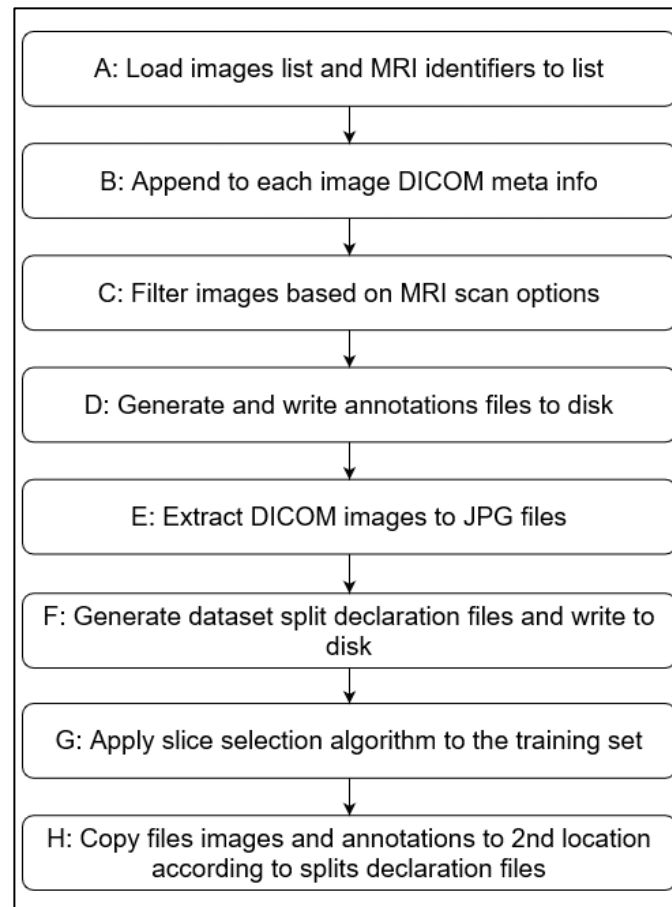 A: Load images list and MRI identifiers to list
B: Append to each image DICOM meta info
C: Filter images based on MRI scan options
D: Generate and write annotations files to disk
E: Extract DICOM images to JPG files
F: Generate dataset split declaration files and write to
disk
G: Apply slice selection algorithm to the training set
H: Copy files images and annotations to 2nd location
according to splits declaration files